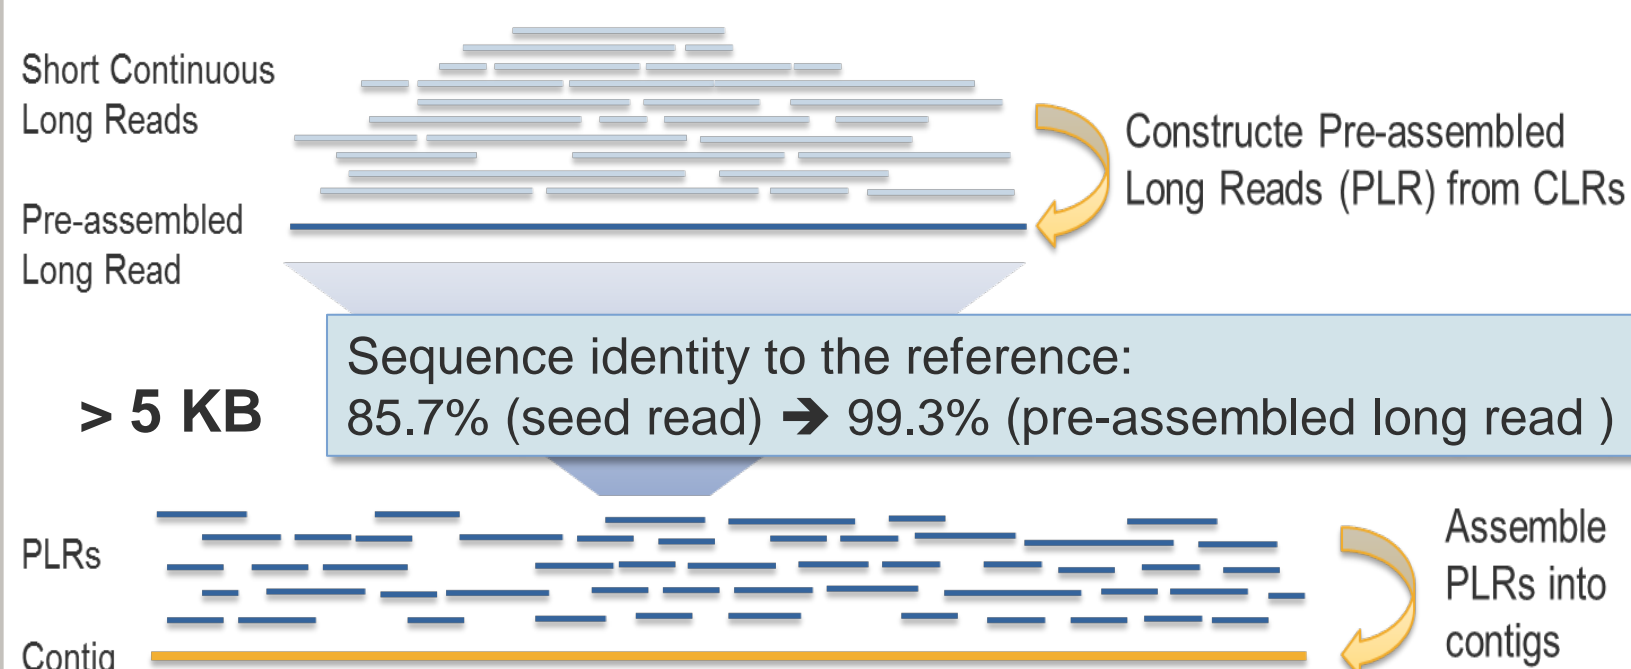 Short Continuous
Long Reads
Constructe Pre-assembled
Long Reads (PLR) from CLRs
Pre-assembled
Long Read
Sequence identity to the reference:
> 5 KB
85.7% (seed read) ➔ 99.3% (pre-assembled long read )
PLRs
Assemble
PLRs into
contigs
Contig